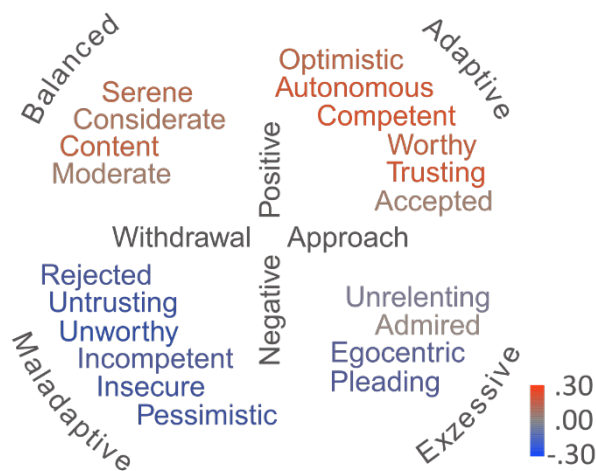 Balanced
Adaptive
Optimistic
Autonomous
Competent
Worthy
Trusting
Accepted
Serene
Considerate
Content
Moderate
Positive
Withdrawal
Approach
Negative
Rejected
Untrusting
Unworthy
Incompetent
Insecure
Pessimistic
Maladaptive
Unrelenting
Admired
Egocentric
Pleading
Exzessive
.30
.00
-.30